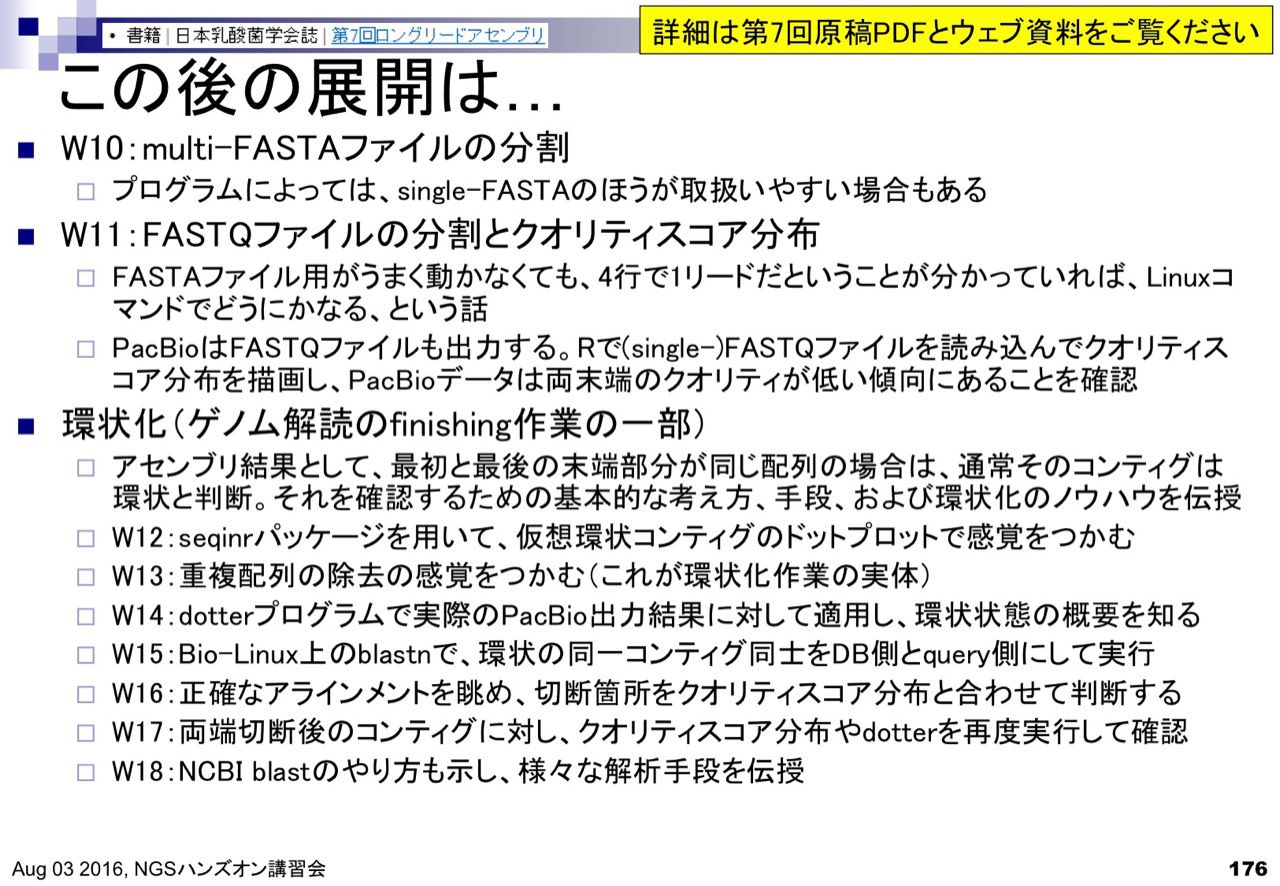 • 書籍 | 日本乳酸菌学会誌 | 第7回ロングリードアセンブリ
詳細は第7回原稿PDFとウェブ資料をご覧ください
この後の展開は…
■ W10：multi-FASTAファイルの分割
□ プログラムによっては、single-FASTAのほうが取扱いやすい場合もある
■ W11：FASTQファイルの分割とクオリティスコア分布
□ FASTAファイル用がうまく動かなくても、4行で1リードだということが分かっていれば、Linuxコ
マンドでどうにかなる、という話
□ PacBioはFASTQファイルも出力する。Rで(single-)FASTQファイルを読み込んでクオリティス
コア分布を描画し、PacBioデータは両末端のクオリティが低い傾向にあることを確認
■ 環状化（ゲノム解読のfinishing作業の一部）
□ アセンブリ結果として、最初と最後の末端部分が同じ配列の場合は、通常そのコンティグは
環状と判断。それを確認するための基本的な考え方、手段、および環状化のノウハウを伝授
□ W12：seqinrパッケージを用いて、仮想環状コンティグのドットプロットで感覚をつかむ
□ W13：重複配列の除去の感覚をつかむ（これが環状化作業の実体）
□ W14：dotterプログラムで実際のPacBio出力結果に対して適用し、環状状態の概要を知る
□ W15：Bio-Linux上のblastnで、環状の同一コンティグ同士をDB側とquery側にして実行
□ W16：正確なアラインメントを眺め、切断箇所をクオリティスコア分布と合わせて判断する
□ W17：両端切断後のコンティグに対し、クオリティスコア分布やdotterを再度実行して確認
□ W18：NCBI blastのやり方も示し、様々な解析手段を伝授
Aug 03 2016, NGSハンズオン講習会
176